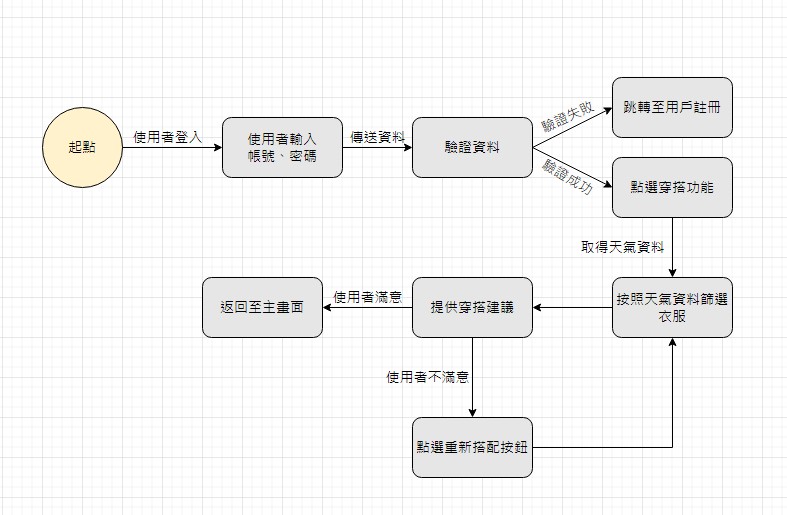 起點
使用者登入
使用者輸入
帳號、密碼
傳送資料
驗證資料
驗證失敗
跳轉至用戶註冊
驗證成功
點選穿搭功能
取得天氣資料
按照天氣資料篩選
衣服
提供穿搭建議
使用者滿意
返回至主畫面
使用者不滿意
點選重新搭配按鈕